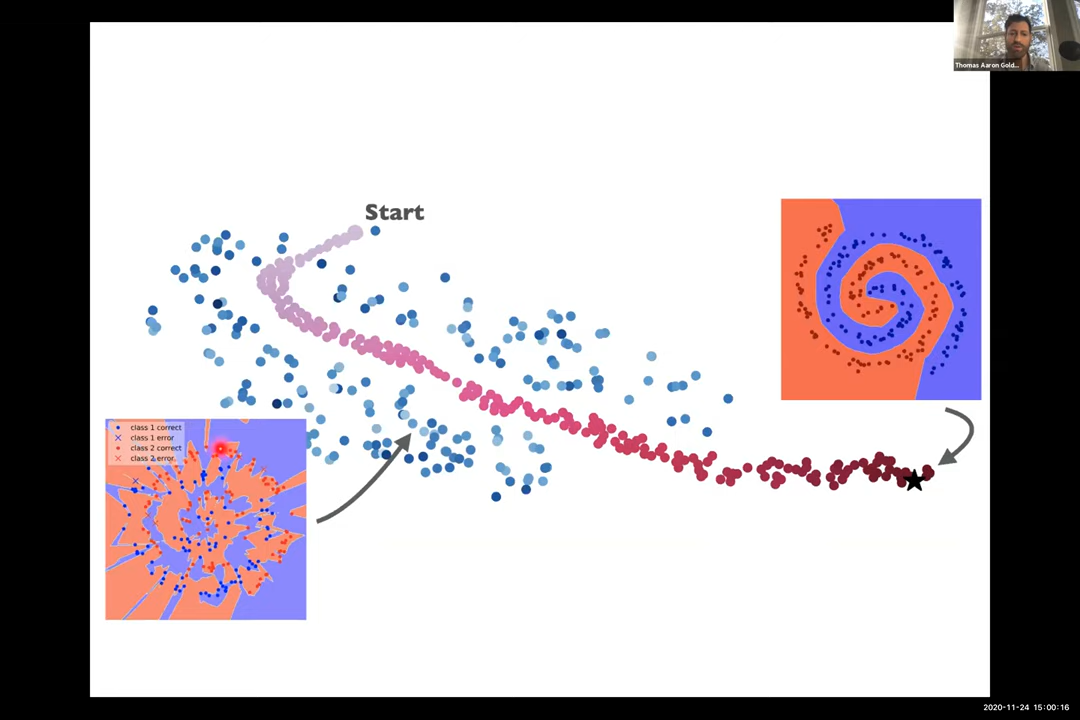 Thomas Aaron Gold...
Start
class 1 correct
class 1 error
class 2 correct
class 2 error
2020-11-24 15:00:16